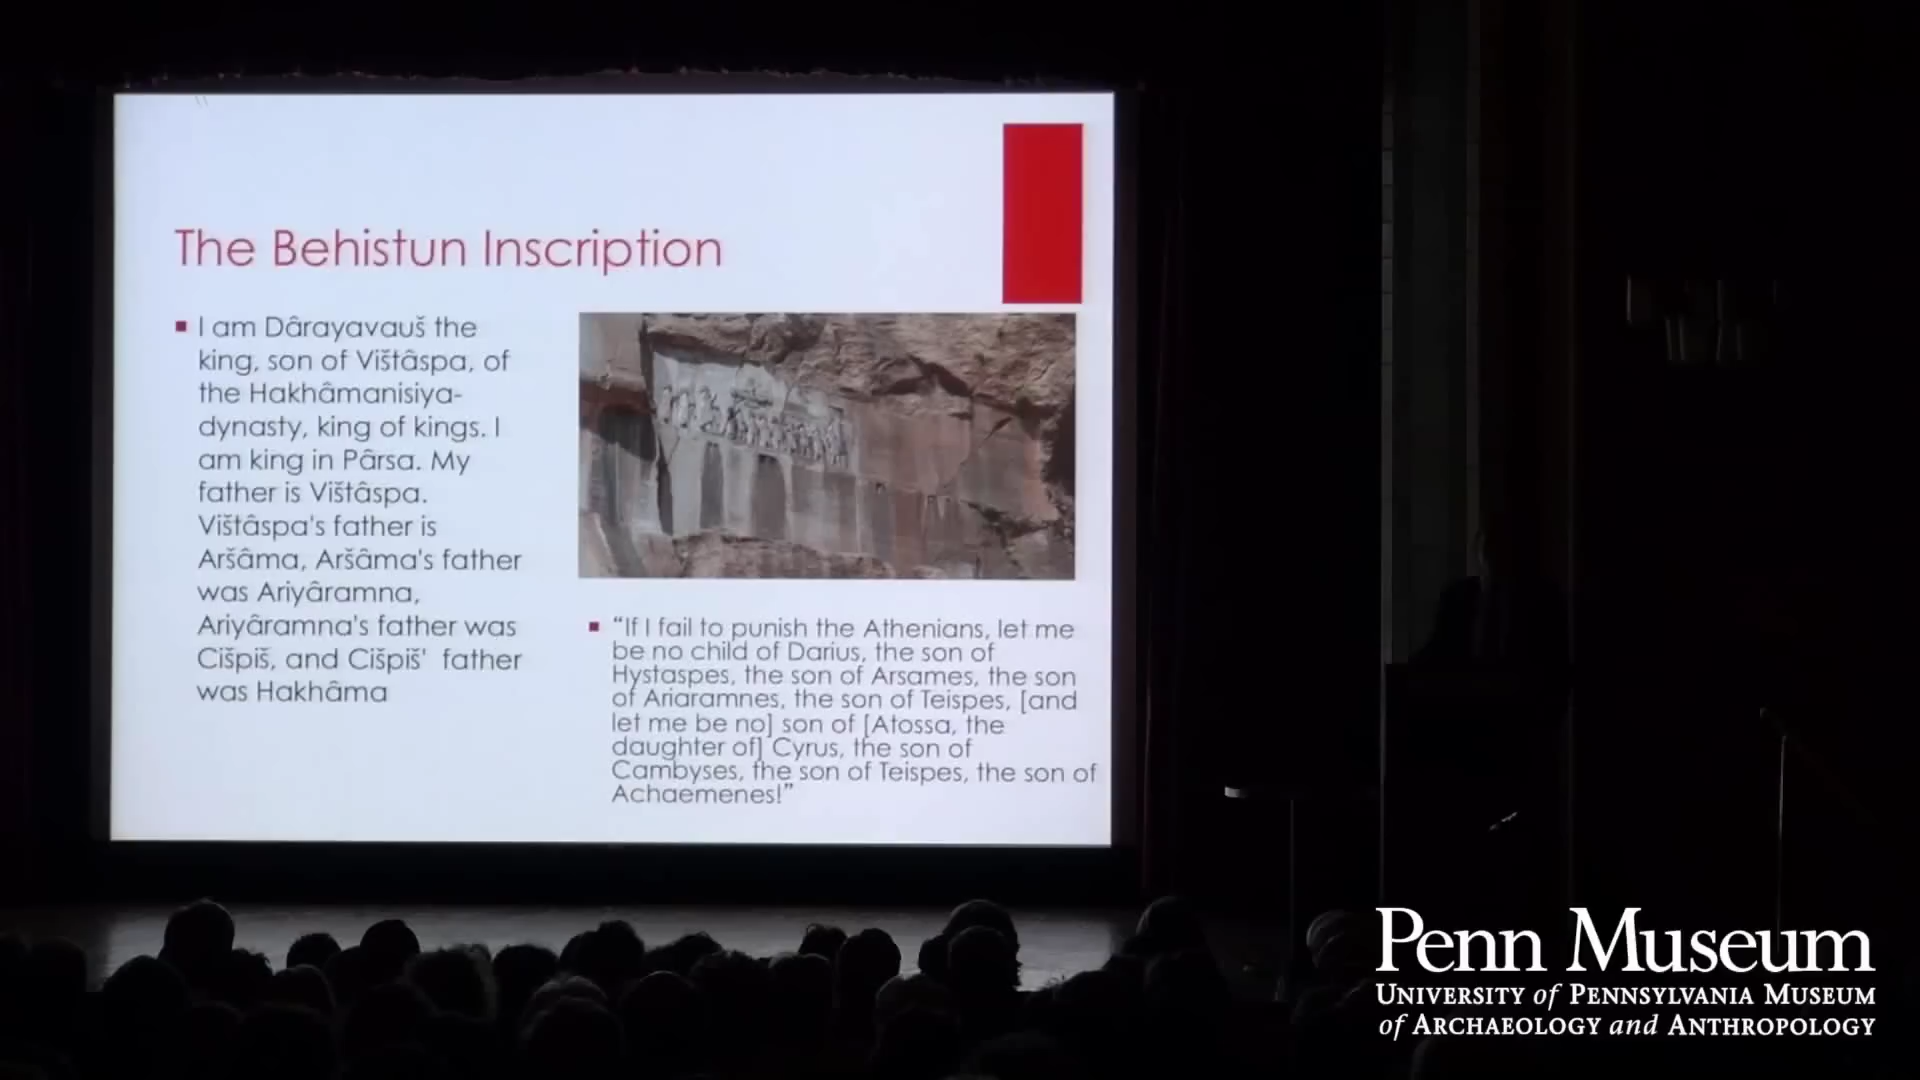 The Behistun Inscription
I am Dârayavauš the
king, son of Vištâspa, of
the Hakhâmanisiya-
dynasty, king of kings. I
am king in Pârsa. My
father is Vištâspa.
Vištâspa's father is
Aršâma, Aršâma's father
was Ariyâramna,
Ariyâramna's father was
Cišpiš, and Cišpiš' father
was Hakhâma
"If I fail to punish the Athenians, let me
be no child of Darius, the son of
Hystaspes, the son of Arsames, the son
of Ariaramnes, the son of Teispes, [and
let me be no] son of [Atossa, the
daughter of] Cyrus, the son of
Cambyses, the son of Teispes, the son of
Achaemenes!"
Penn Museum
UNIVERSITY of PENNSYLVANIA MUSEUM
of ARCHAEOLOGY and ANTHROPOLOGY